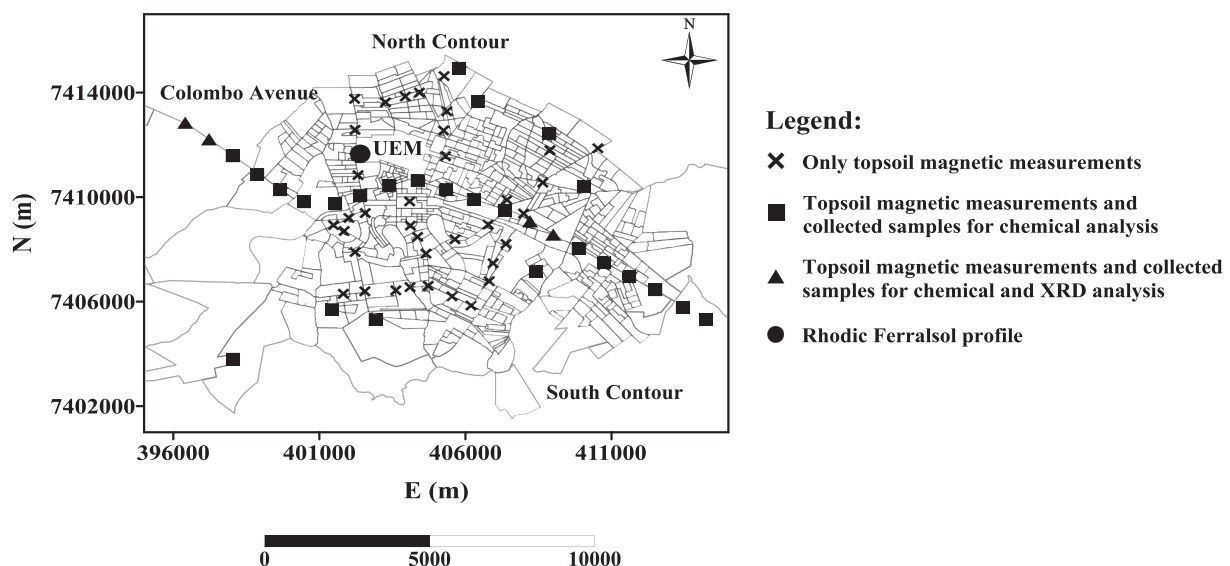 N
North Contour
Colombo Avenue
UEM
South Contour
7414000
7410000
7406000
7402000
N (m)
396000 401000 406000 411000
E (m)
0 5000 10000
Legend:
Only topsoil magnetic measurements
Topsoil magnetic measurements and
collected samples for chemical analysis
Topsoil magnetic measurements and collected
samples for chemical and XRD analysis
Rhodic Ferralsol profile